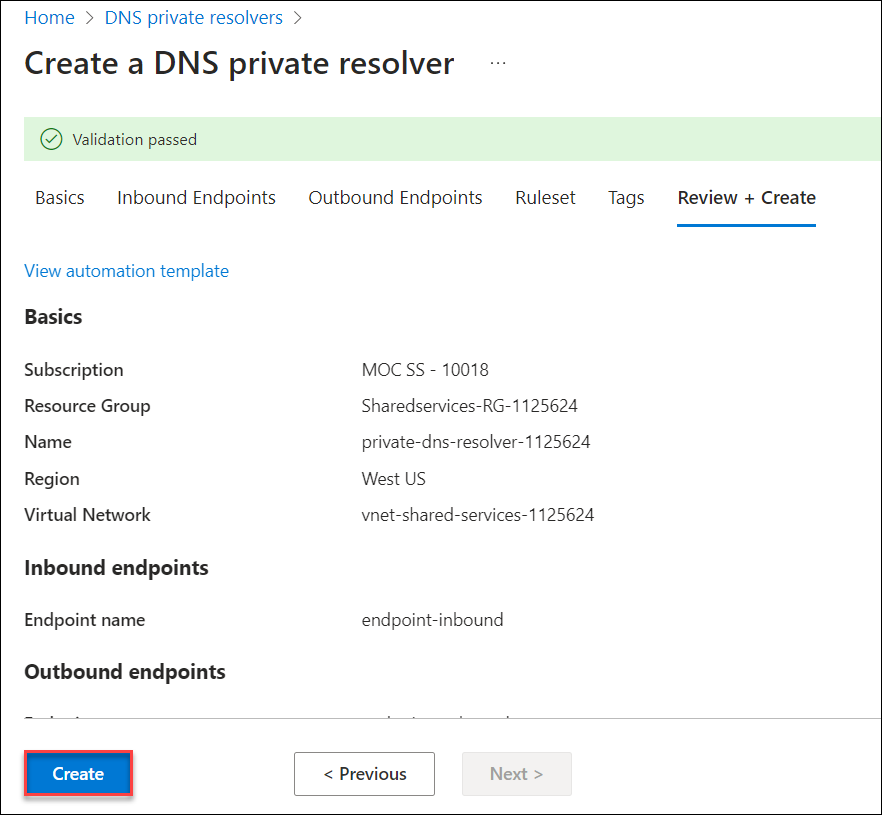 Home > DNS private resolvers >
Create a DNS private resolver ...
Validation passed
Basics Inbound Endpoints Outbound Endpoints Ruleset Tags Review + Create
View automation template
Basics
Subscription MOC SS - 10018
Resource Group Sharedservices-RG-1125624
Name private-dns-resolver-1125624
Region West US
Virtual Network vnet-shared-services-1125624
Inbound endpoints
Endpoint name endpoint-inbound
Outbound endpoints
Create < Previous Next >